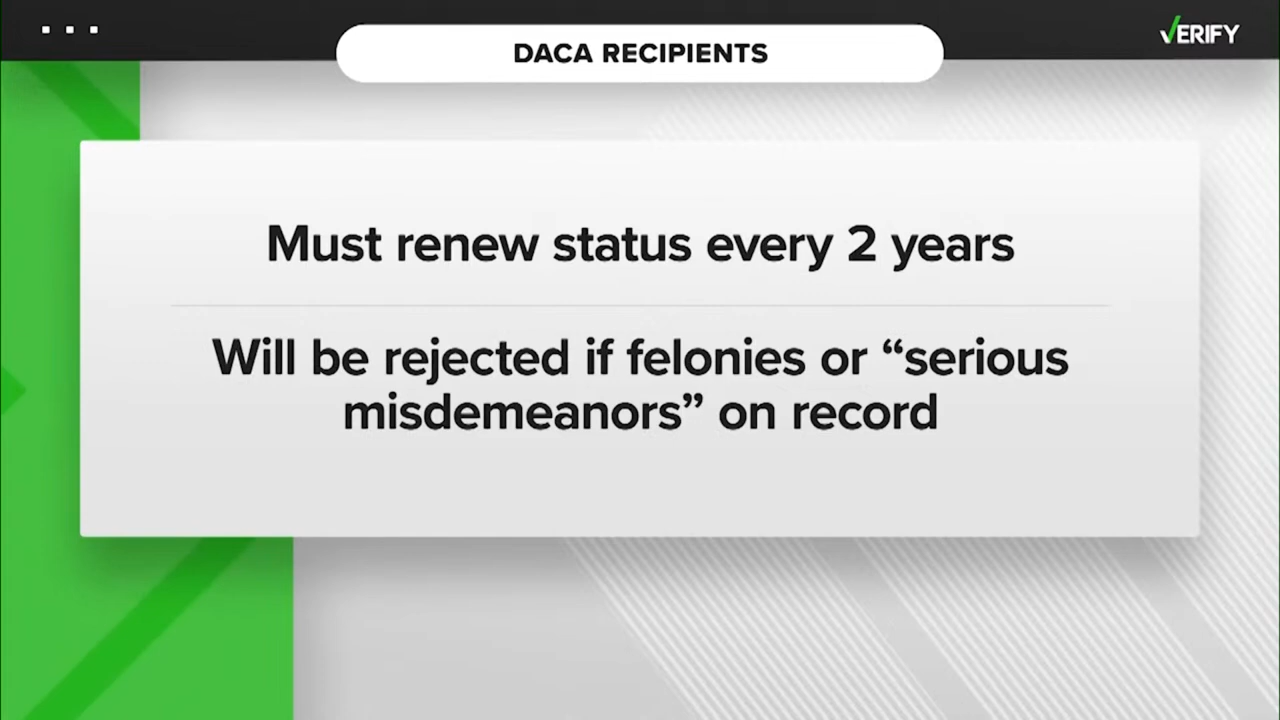 DACA RECIPIENTS
VERIFY
Must renew status every 2 years
Will be rejected if felonies or “serious
misdemeanors” on record